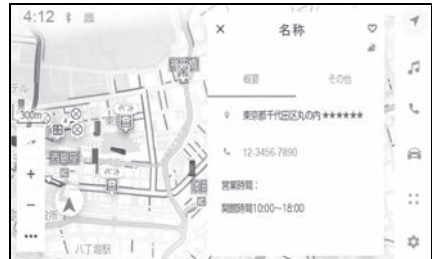 4:12
名称
概要
その他
東京都千代田区丸の内 ★★★★★★
300m
12-3456-7890
営業時間：
開館時間10:00～18:00
八丁堀駅